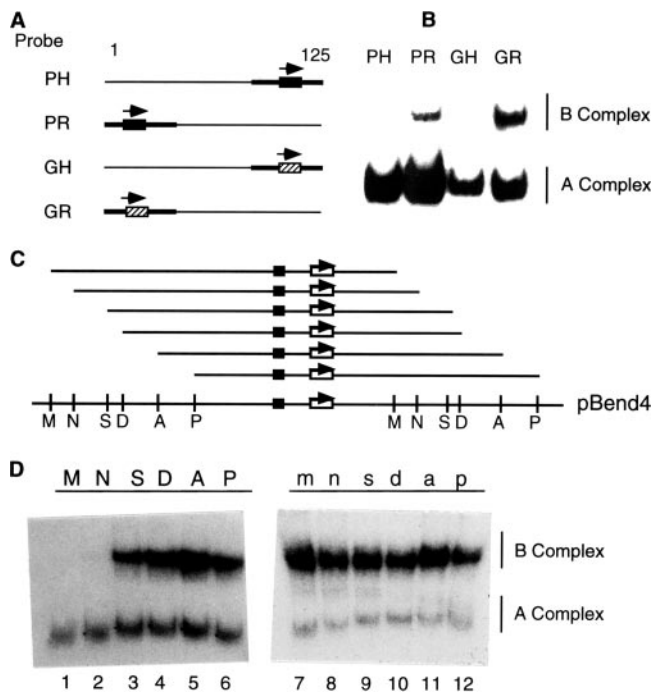 A
Probe
1 125
PH
PR
GH
GR
B
PH PR GH GR
B Complex
A Complex
C
pBend4
M N S D A P M N S D A P
D
M N S D A P
m n s d a p
B Complex
A Complex
1 2 3 4 5 6 7 8 9 10 11 12